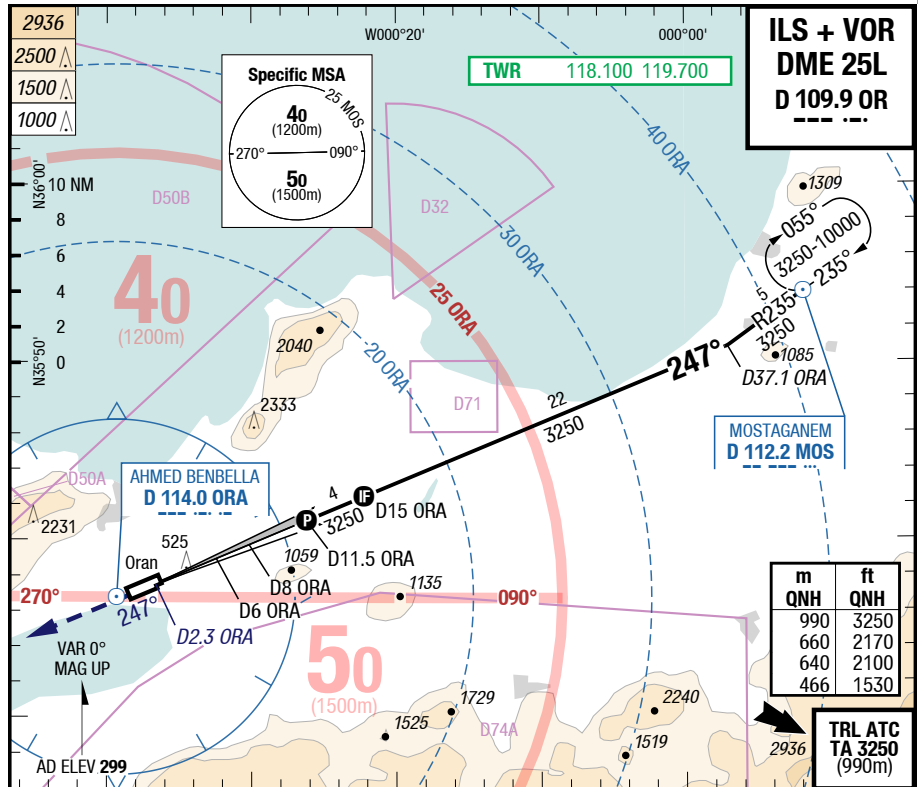 2936
2500
1500
1000
W000°20'
000°00'
ILS + VOR
DME 25L
D 109.9 OR
TWR 118.100 119.700
Specific MSA
25 MOS
40
(1200m)
270° 090°
50
(1500m)
N36°00'
10 NM
8
6
4
2
0
N35°50'
D50B
D32
40 ORA
30 ORA
25 ORA
20 ORA
1309
055°
3250-10000
235°
5
R235
3250
1085
247°
D37.1 ORA
40
(1200m)
2040
2333
D71
22
3250
MOSTAGANEM
D 112.2 MOS
D50A
2231
AHMED BENBELLA
D 114.0 ORA
4
3250
P
IF
D15 ORA
D11.5 ORA
525
Oran
1059
D8 ORA
D6 ORA
1135
270°
090°
247°
D2.3 ORA
VAR 0°
MAG UP
50
(1500m)
m ft
QNH QNH
990 3250
660 2170
640 2100
466 1530
1729
1525
D74A
2240
1519
2936
AD ELEV 299
TRL ATC
TA 3250
(990m)